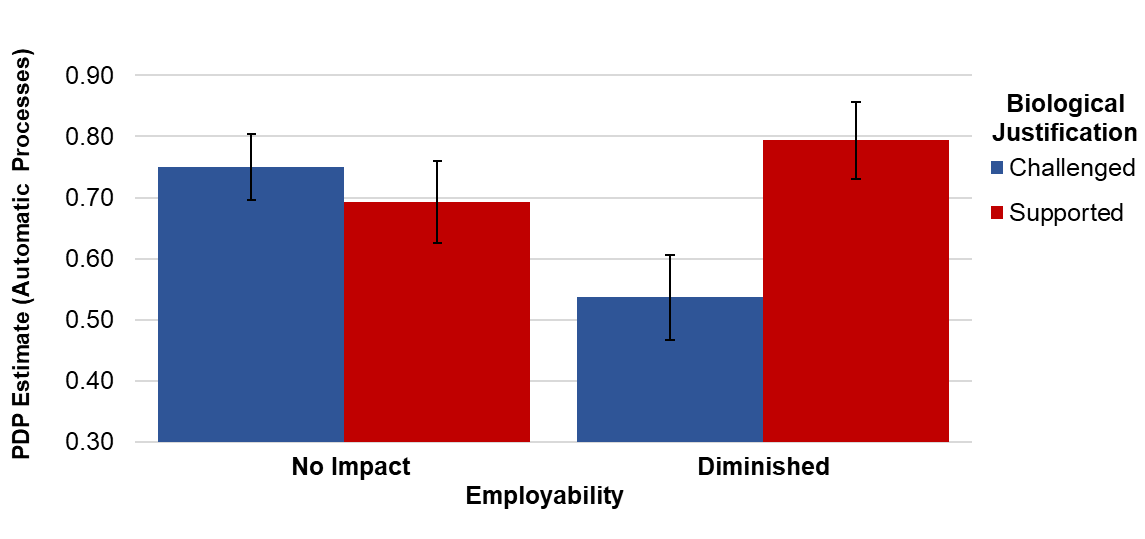 PDP Estimate (Automatic Processes)
0.90
0.80
0.70
0.60
0.50
0.40
0.30
No Impact
Diminished
Employability
Biological
Justification
Challenged
Supported